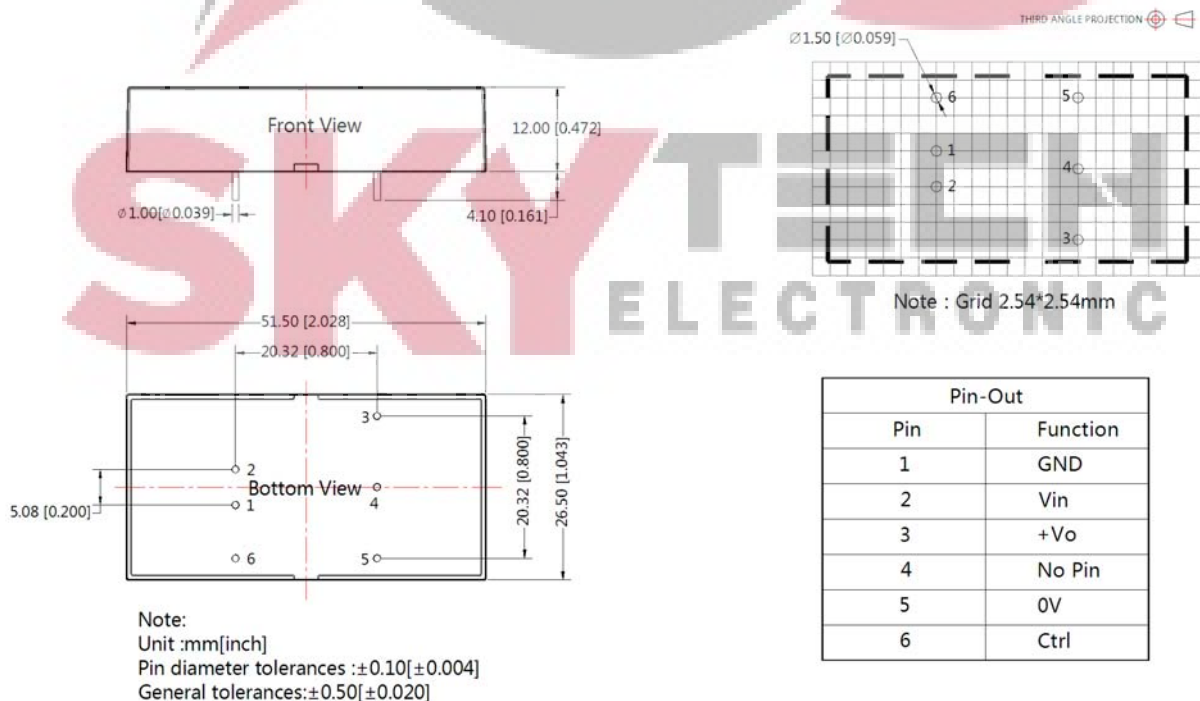 THIRD ANGLE PROJECTION
Ø1.50 [Ø0.059]
6
5
1
4
2
3
Note : Grid 2.54*2.54mm
Front View
12.00 [0.472]
Ø1.00[Ø0.039]
4.10 [0.161]
SKYTECH
ELECTRONIC
51.50 [2.028]
20.32 [0.800]
3
2
Bottom View
4
1
5.08 [0.200]
6
5
20.32 [0.800]
26.50 [1.043]
Pin-Out
Pin Function
1 GND
2 Vin
3 +Vo
4 No Pin
5 0V
6 Ctrl
Note:
Unit :mm[inch]
Pin diameter tolerances :±0.10[±0.004]
General tolerances:±0.50[±0.020]